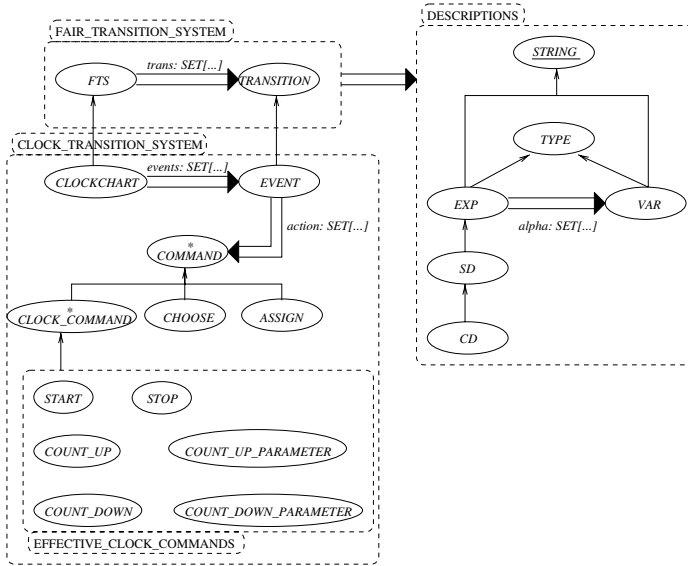 FAIR_TRANSITION_SYSTEM
FTS
trans: SET[...]
TRANSITION
CLOCK_TRANSITION_SYSTEM
CLOCKCHART
events: SET[...]
EVENT
action: SET[...]
*
COMMAND
*
CLOCK_COMMAND
CHOOSE
ASSIGN
START
STOP
COUNT_UP
COUNT_UP_PARAMETER
COUNT_DOWN
COUNT_DOWN_PARAMETER
EFFECTIVE_CLOCK_COMMANDS
DESCRIPTIONS
STRING
TYPE
EXP
VAR
alpha: SET[...]
SD
CD